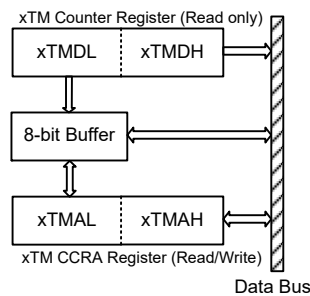 xTM Counter Register (Read only)
xTMDL xTMDH
8-bit Buffer
xTMAL xTMAH
xTM CCRA Register (Read/Write)
Data Bus